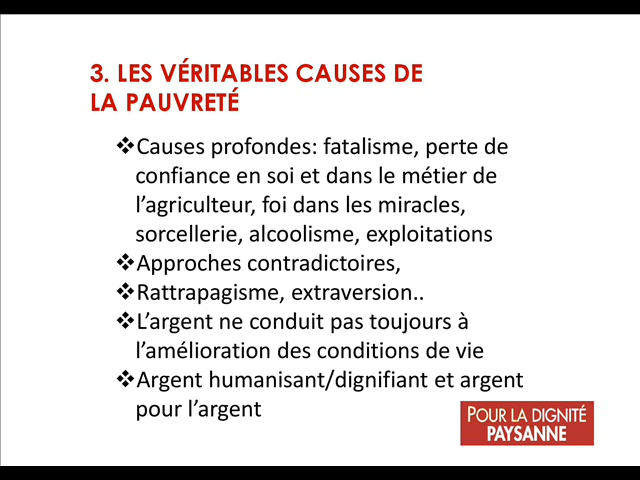 3. LES VÉRITABLES CAUSES DE
LA PAUVRETÉ
❖Causes profondes: fatalisme, perte de
confiance en soi et dans le métier de
l’agriculteur, foi dans les miracles,
sorcellerie, alcoolisme, exploitations
❖Approches contradictoires,
❖Rattrapagisme, extraversion..
❖L’argent ne conduit pas toujours à
l’amélioration des conditions de vie
❖Argent humanisant/dignifiant et argent
pour l’argent
POUR LA DIGNITÉ
PAYSANNE